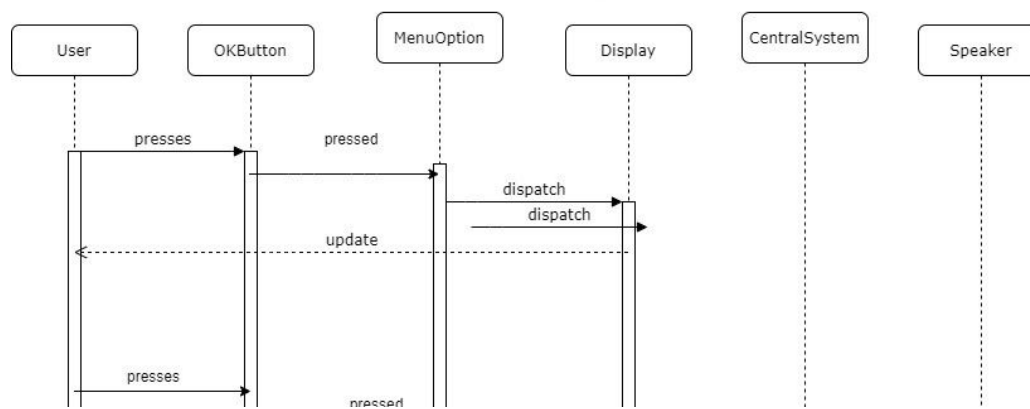 User
OKButton
MenuOption
Display
CentralSystem
Speaker
presses
pressed
dispatch
dispatch
update
presses
pressed